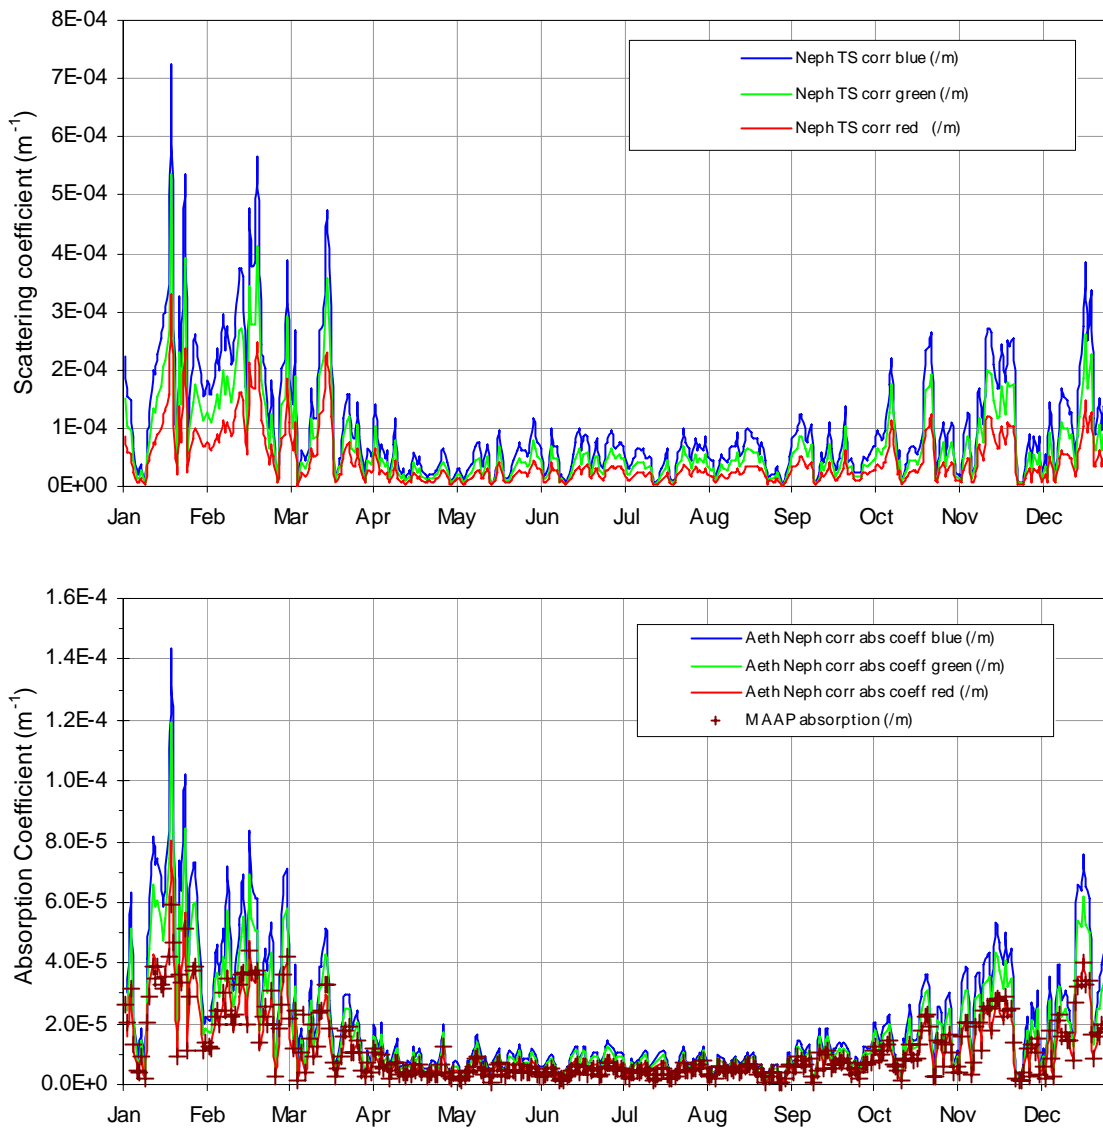 8E-04
7E-04
6E-04
5E-04
4E-04
3E-04
2E-04
1E-04
0E+00
Scattering coefficient (m⁻¹)
Neph TS corr blue (/m)
Neph TS corr green (/m)
Neph TS corr red (/m)
Jan Feb Mar Apr May Jun Jul Aug Sep Oct Nov Dec
1.6E-4
1.4E-4
1.2E-4
1.0E-4
8.0E-5
6.0E-5
4.0E-5
2.0E-5
0.0E+0
Absorption Coefficient (m⁻¹)
Aeth Neph corr abs coeff blue (/m)
Aeth Neph corr abs coeff green (/m)
Aeth Neph corr abs coeff red (/m)
MAAP absorption (/m)
Jan Feb Mar Apr May Jun Jul Aug Sep Oct Nov Dec